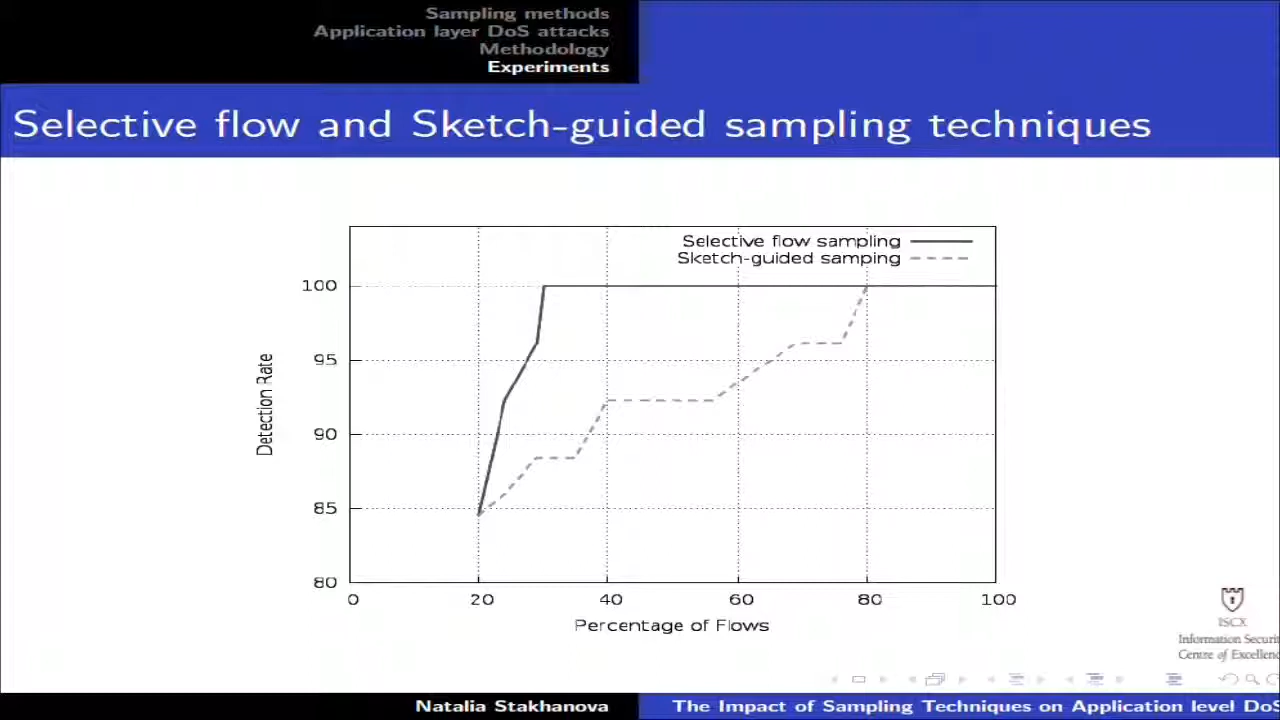 Sampling methods
Application layer DoS attacks
Methodology
Experiments
Selective flow and Sketch-guided sampling techniques
Selective flow sampling
Sketch-guided samping
100
95
90
85
80
0 20 40 60 80 100
Detection Rate
Percentage of Flows
ISCX
Information Securit
Centre of Excellenc
Natalia Stakhanova
The Impact of Sampling Techniques on Application level DoS